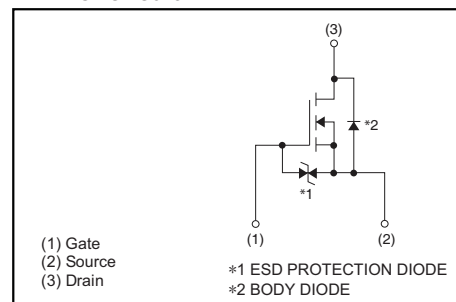 (3)
*2
*1
(1)
(2)
(1) Gate
(2) Source
(3) Drain
*1 ESD PROTECTION DIODE
*2 BODY DIODE